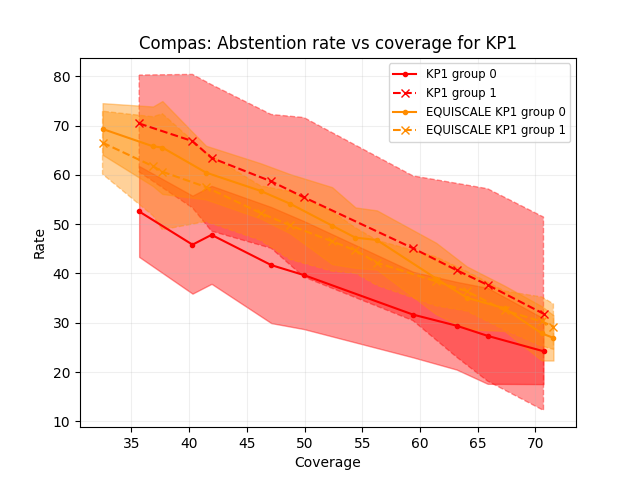 Compas: Abstention rate vs coverage for KP1
KP1 group 0
KP1 group 1
EQUISCALE KP1 group 0
EQUISCALE KP1 group 1
80
70
60
50
40
30
20
10
Rate
35
40
45
50
55
60
65
70
Coverage